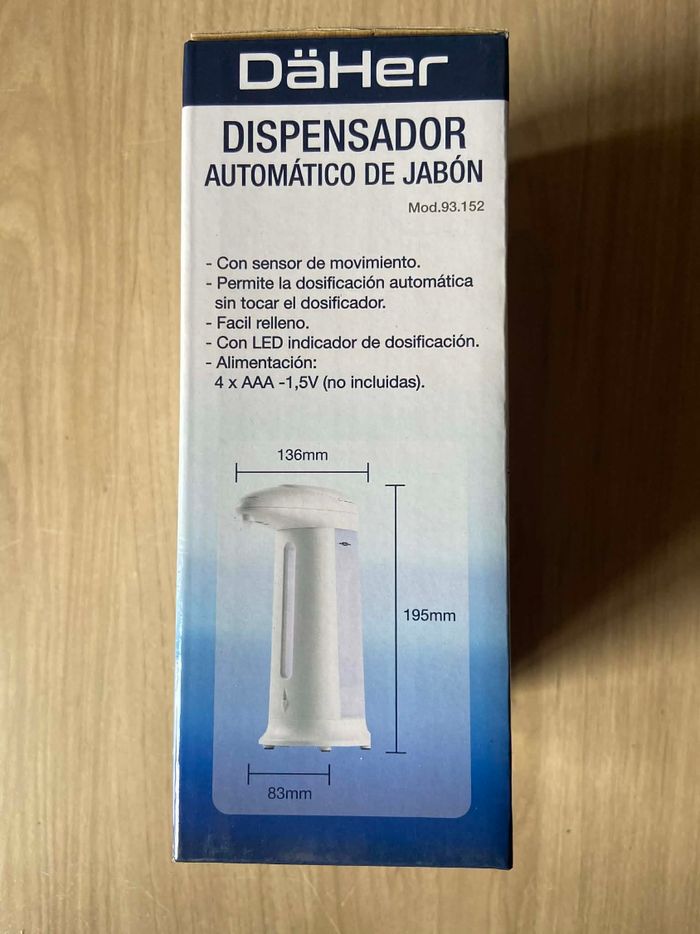 DäHer
DISPENSADOR
AUTOMÁTICO DE JABÓN
Mod.93.152
- Con sensor de movimiento.
- Permite la dosificación automática
sin tocar el dosificador.
- Facil relleno.
- Con LED indicador de dosificación.
- Alimentación:
4 x AAA -1,5V (no incluidas).
136mm
195mm
83mm